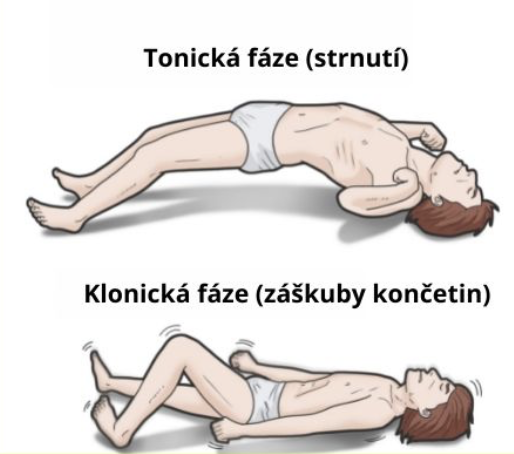 Tonická fáze (strnutí)
Klonická fáze (záškuby končetin)